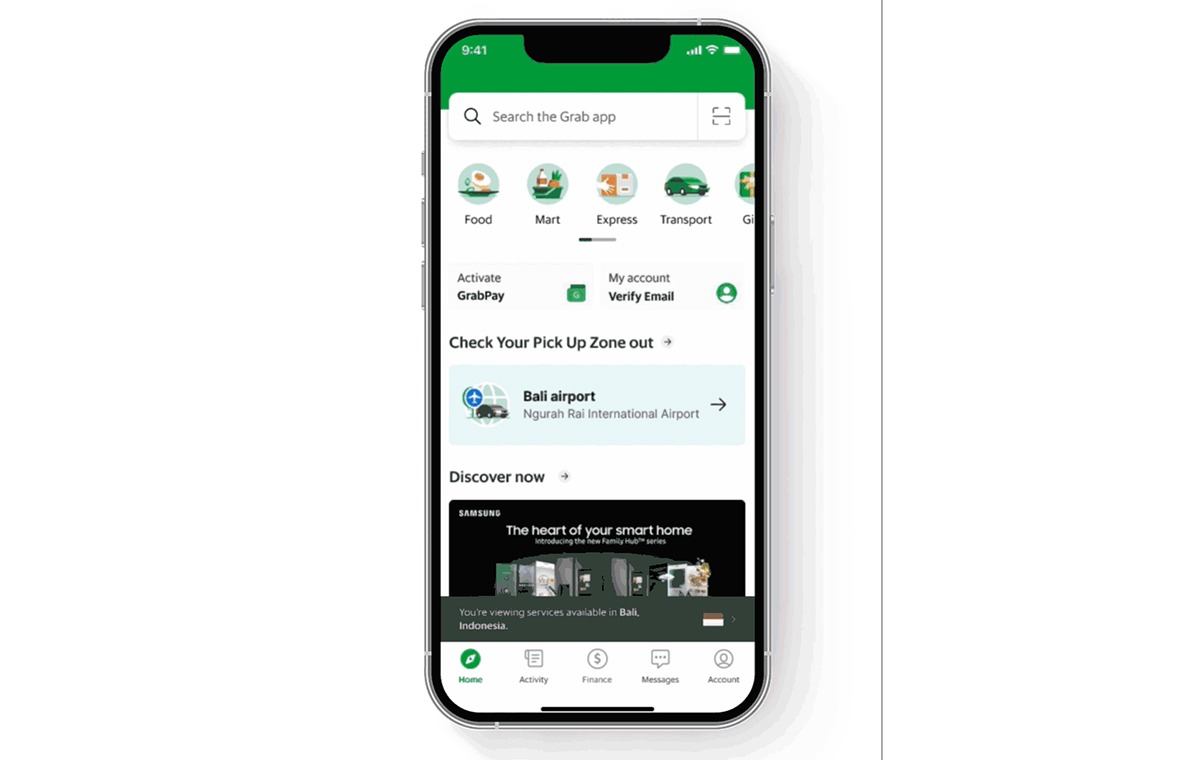 9:41
Search the Grab app
Food
Mart
Express
Transport
Gi
Activate
GrabPay
My account
Verify Email
Check Your Pick Up Zone out
Bali airport
Ngurah Rai International Airport
Discover now
SAMSUNG
The heart of your smart home
Introducing the new Family Hub™ series
You're viewing services available in Bali,
Indonesia.
Home
Activity
Finance
Messages
Account